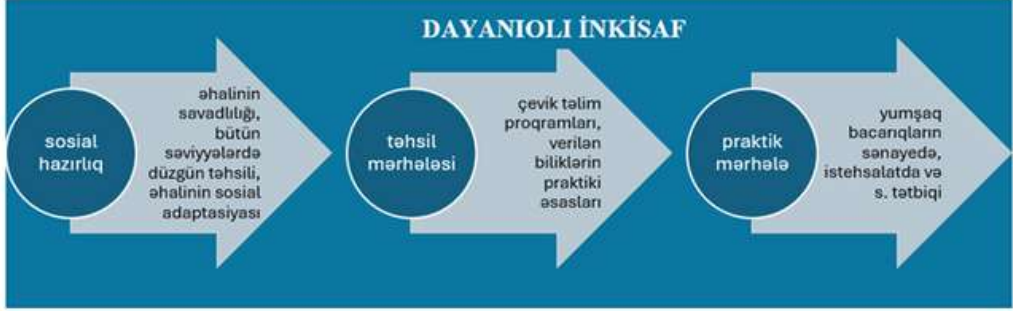 DAYANIOLI İNKİSAF
sosial
hazırlıq
əhalinin
savadlılığı,
bütün
səviyyələrdə
düzgün təhsili,
əhalinin sosial
adaptasiyası
təhsil
mərhələsi
çevik təlim
proqramları,
verilən
biliklərin
praktiki
əsasları
praktik
mərhələ
yumşaq
bacarıqların
sənayedə,
istehsalatda və
s. tətbiqi